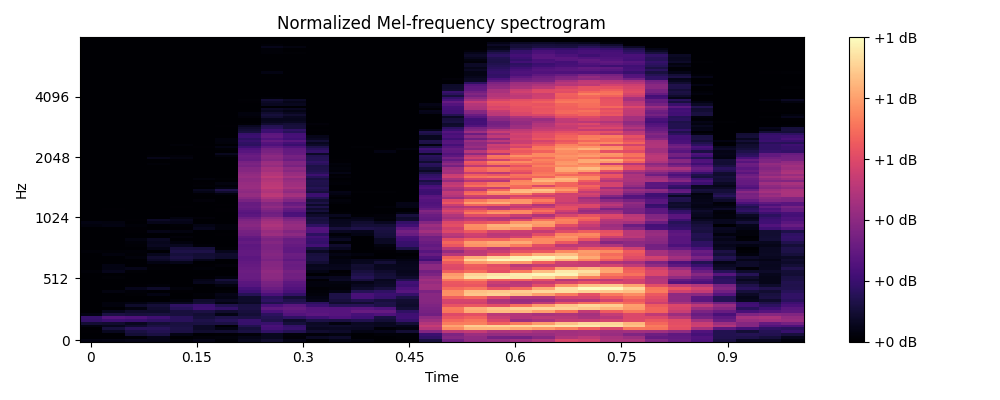 Normalized Mel-frequency spectrogram
Hz
4096
2048
1024
512
0
0 0.15 0.3 0.45 0.6 0.75 0.9
Time
+1 dB
+1 dB
+1 dB
+0 dB
+0 dB
+0 dB